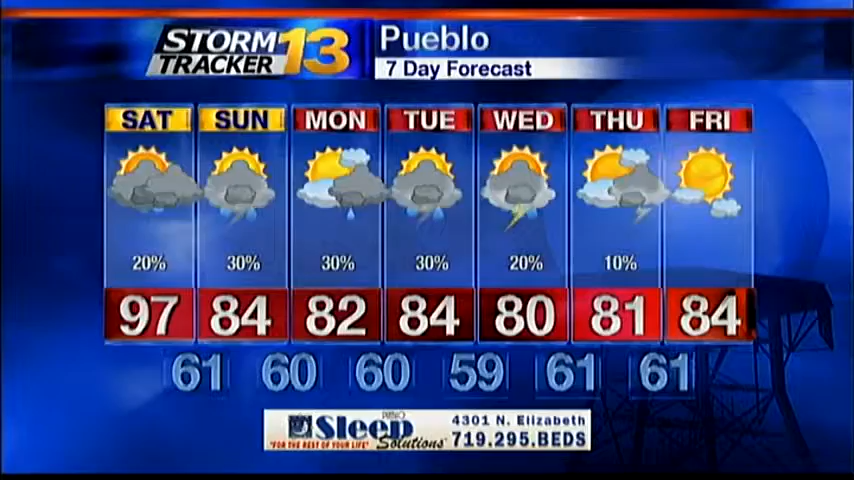 STORM
TRACKER 13
Pueblo
7 Day Forecast
SAT SUN MON TUE WED THU FRI
20% 30% 30% 30% 20% 10%
97 84 82 84 80 81 84
61 60 60 59 61 61
PUEBLO
Sleep
Solutions
"FOR THE REST OF YOUR LIFE"
4301 N. Elizabeth
719.295.BEDS